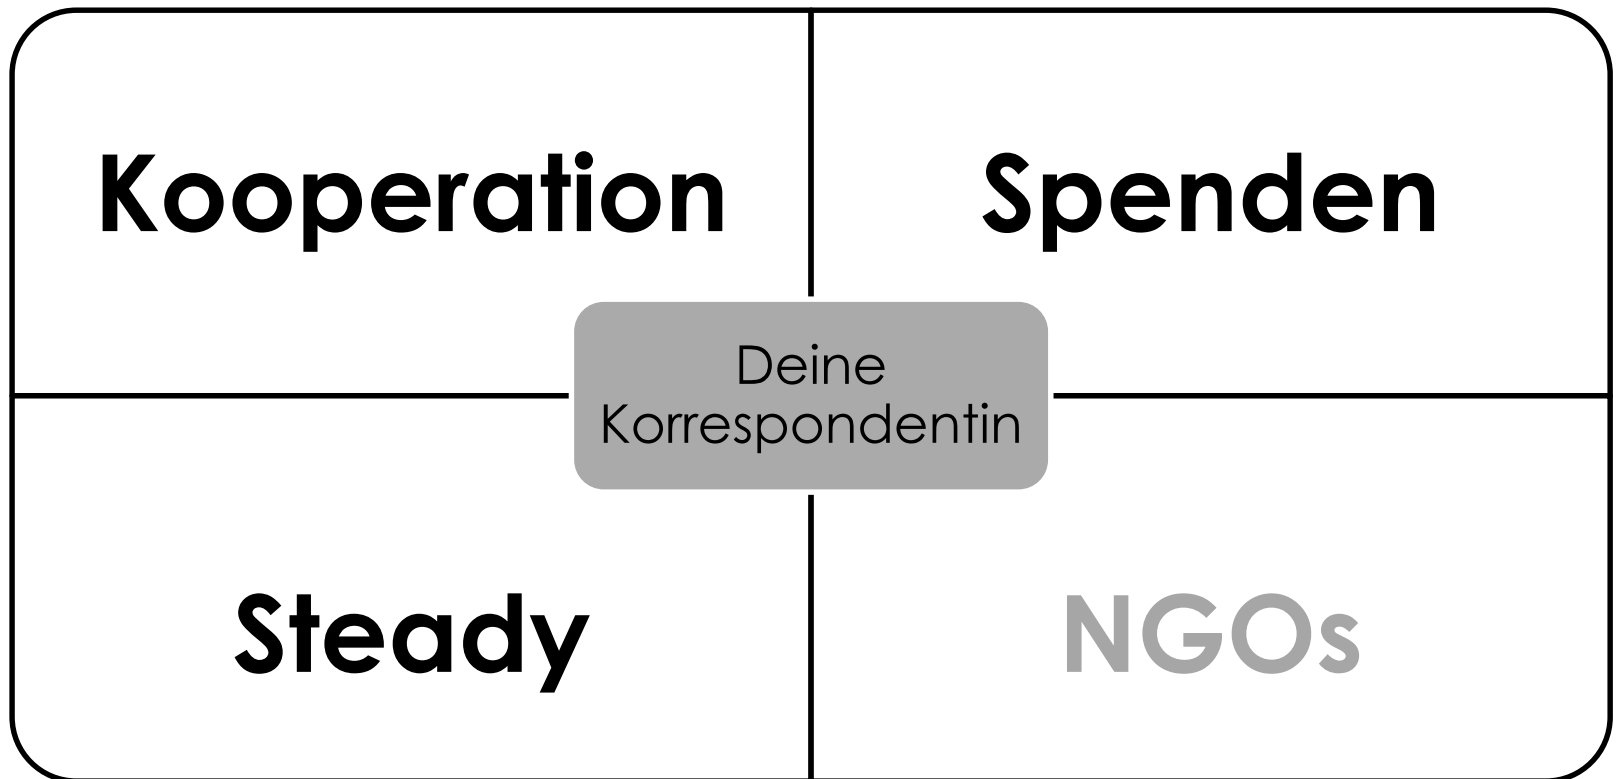 Kooperation
Spenden
Deine
Korrespondentin
Steady
NGOs